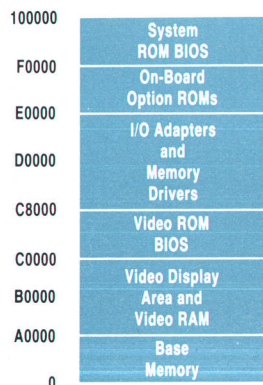 100000
System
ROM BIOS
F0000
On-Board
Option ROMs
E0000
I/O Adapters
and
D0000
Memory
Drivers
C8000
Video ROM
BIOS
C0000
Video Display
B0000
Area and
Video RAM
A0000
Base
Memory
0